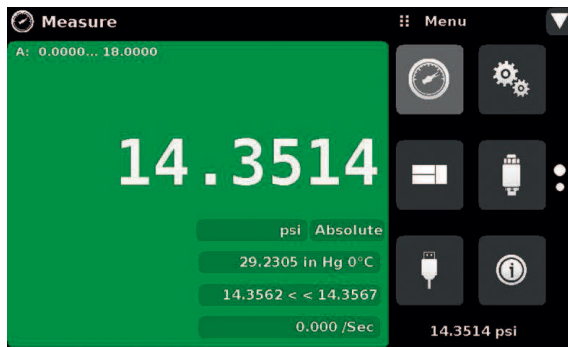 Measure
Menu
A: 0.0000... 18.0000
14.3514
psi Absolute
29.2305 in Hg 0°C
14.3562 < < 14.3567
0.000 /Sec
14.3514 psi